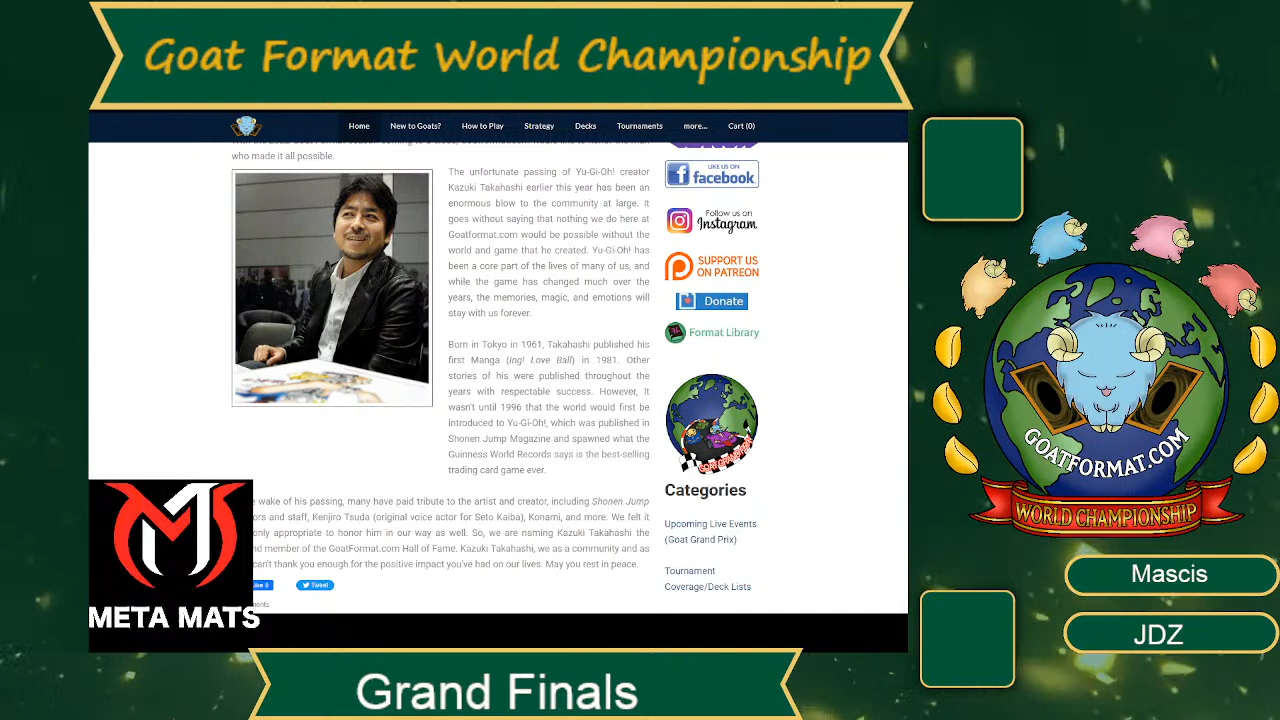 Goat Format World Championship
Home New to Goats? How to Play Strategy Decks Tournaments more... Cart (0)
who made it all possible.
The unfortunate passing of Yu-Gi-Oh! creator
Kazuki Takahashi earlier this year has been an
enormous blow to the community at large. It
goes without saying that nothing we do here at
Goatformat.com would be possible without the
world and game that he created. Yu-Gi-Oh! has
been a core part of the lives of many of us, and
while the game has changed much over the
years, the memories, magic, and emotions will
stay with us forever.
Born in Tokyo in 1961, Takahashi published his
first Manga (Ing! Love Ball) in 1981. Other
stories of his were published throughout the
years with respectable success. However, It
wasn't until 1996 that the world would first be
introduced to Yu-Gi-Oh!, which was published in
Shonen Jump Magazine and spawned what the
Guinness World Records says is the best-selling
trading card game ever.
wake of his passing, many have paid tribute to the artist and creator, including Shonen Jump
and staff, Kenjiro Tsuda (original voice actor for Seto Kaiba), Konami, and more. We felt it
only appropriate to honor him in our way as well. So, we are naming Kazuki Takahashi the
member of the GoatFormat.com Hall of Fame. Kazuki Takahashi, we as a community and as
can't thank you enough for the positive impact you've had on our lives. May you rest in peace.
Like 0 Tweet
LIKE US ON
facebook
Follow us on
Instagram
SUPPORT US
ON PATREON
Donate
Format Library
Categories
Upcoming Live Events
(Goat Grand Prix)
Tournament
Coverage/Deck Lists
META MATS
GOATFORMAT.COM
WORLD CHAMPIONSHIP
Mascis
JDZ
Grand Finals